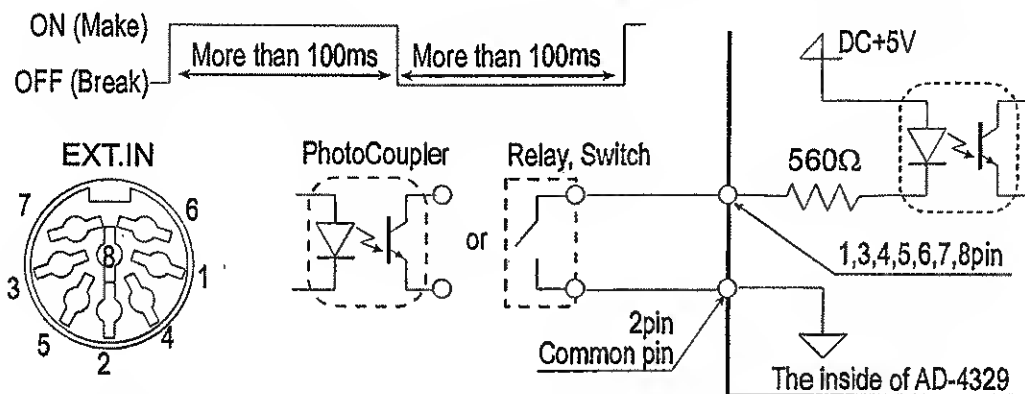 ON (Make)
More than 100ms
More than 100ms
OFF (Break)
DC+5V
EXT.IN
PhotoCoupler
Relay, Switch
560Ω
7
6
8
or
3
1
1,3,4,5,6,7,8pin
5
4
2
2pin
Common pin
The inside of AD-4329